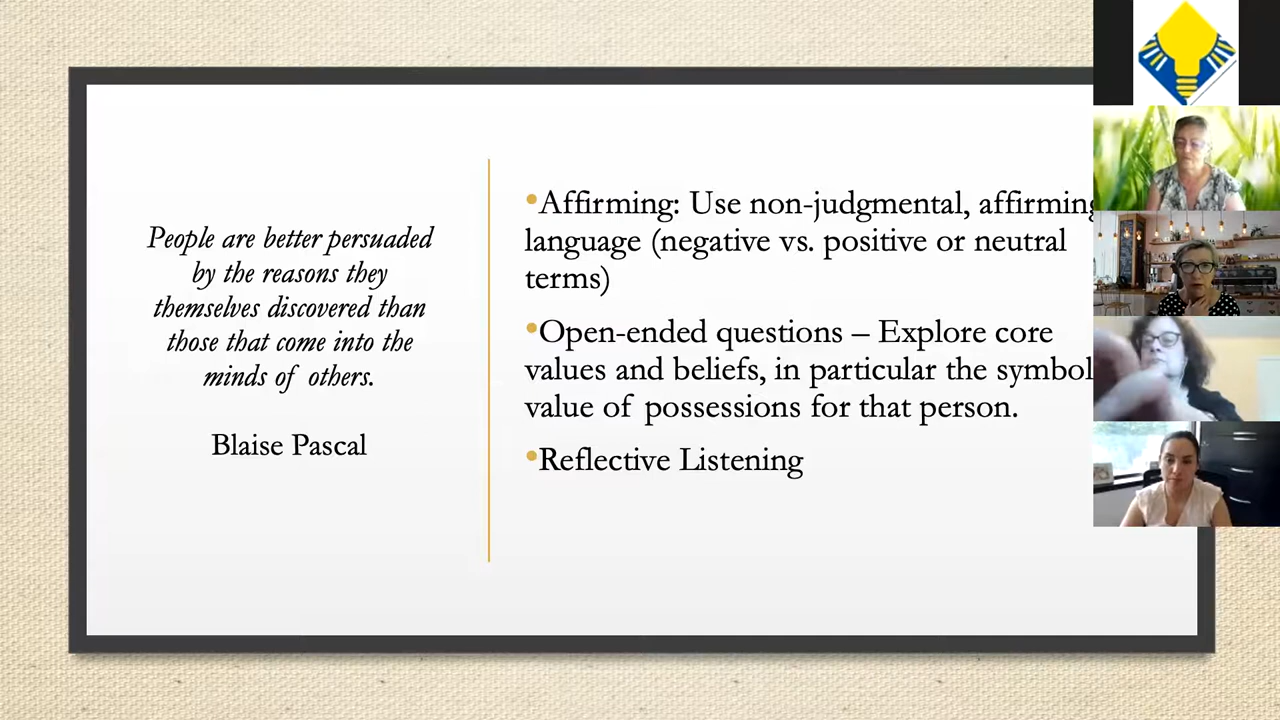 People are better persuaded
by the reasons they
themselves discovered than
those that come into the
minds of others.
Blaise Pascal
•Affirming: Use non-judgmental, affirming
language (negative vs. positive or neutral
terms)
•Open-ended questions – Explore core
values and beliefs, in particular the symbol
value of possessions for that person.
•Reflective Listening